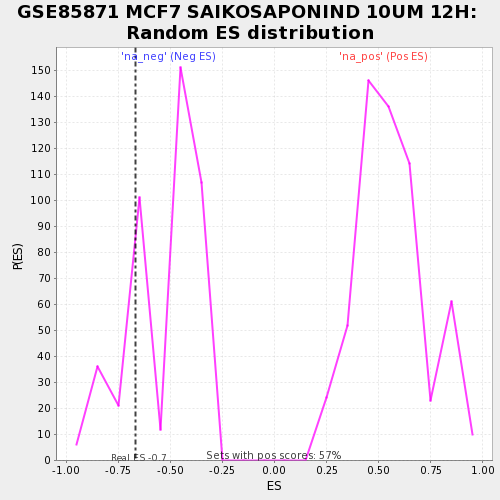 GSE85871 MCF7 SAIKOSAPONIND 10UM 12H:
Random ES distribution
'na_neg' (Neg ES) 'na_pos' (Pos ES)
150
140
130
120
110
100
90
80
70
60
50
40
30
20
10
0
P(ES)
Real ES -0.7 Sets with pos scores: 57%
-1.00 -0.75 -0.50 -0.25 0.00 0.25 0.50 0.75 1.00
ES